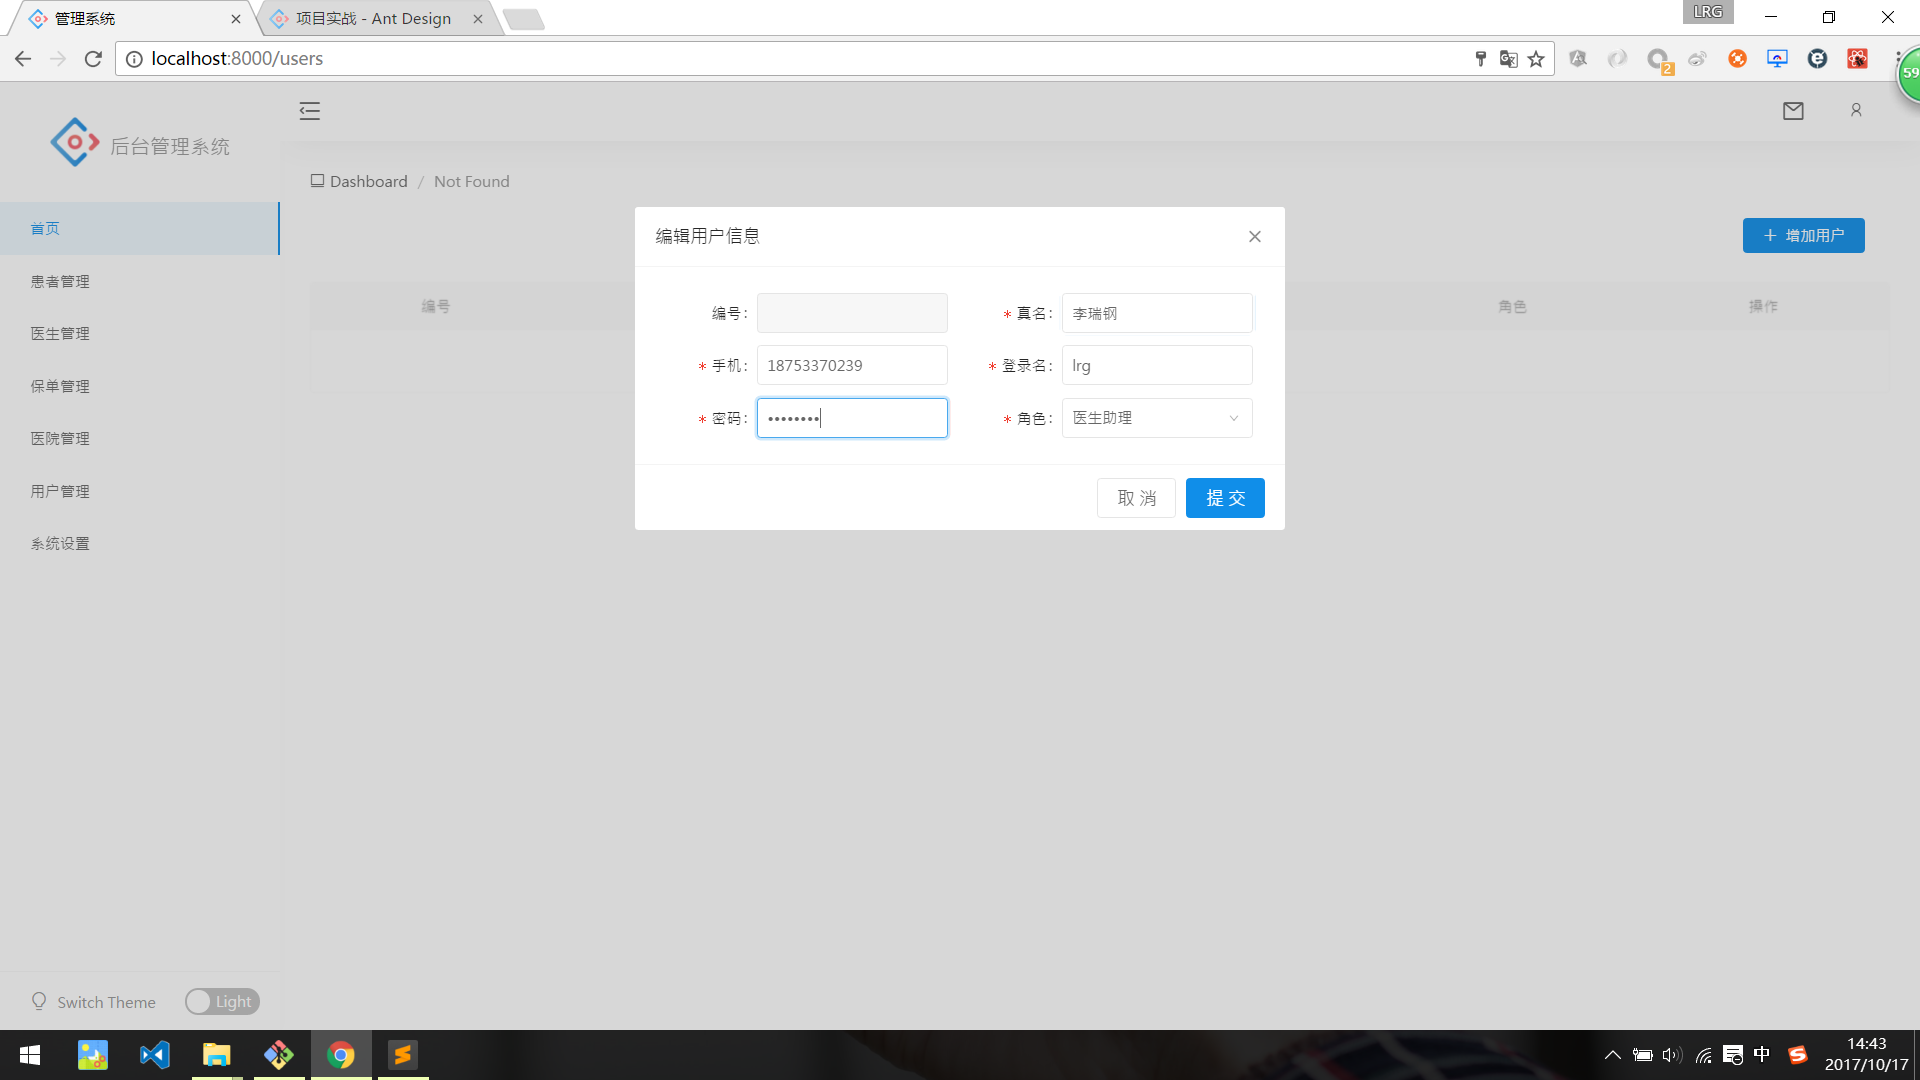 管理系统
项目实战 - Ant Design
LRG
localhost:8000/users
2
59
后台管理系统
Dashboard / Not Found
首页
患者管理
医生管理
保单管理
医院管理
用户管理
系统设置
+ 增加用户
编号
角色
操作
编辑用户信息
编号:
* 真名: 李瑞钢
* 手机: 18753370239
* 登录名: lrg
* 密码: ••••••••
* 角色: 医生助理
取 消
提 交
Switch Theme
Light
中
14:43
2017/10/17